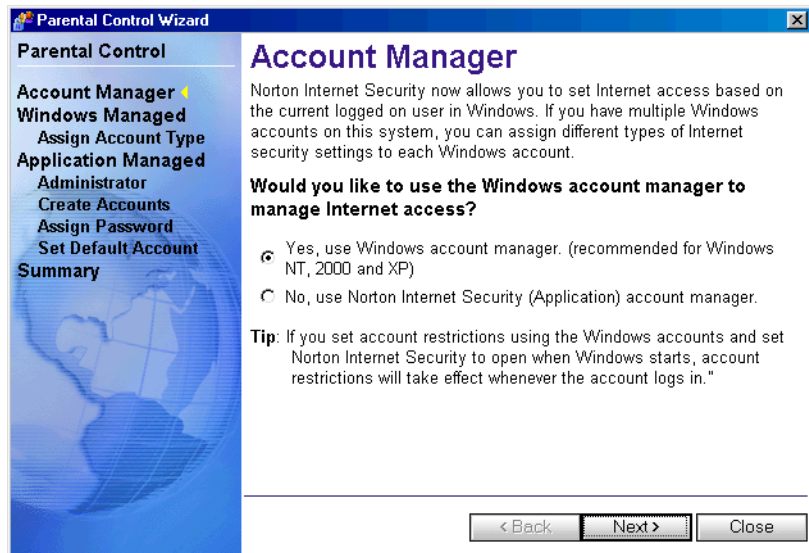 Parental Control Wizard
Parental Control
Account Manager
Windows Managed
Assign Account Type
Application Managed
Administrator
Create Accounts
Assign Password
Set Default Account
Summary
Account Manager
Norton Internet Security now allows you to set Internet access based on
the current logged on user in Windows. If you have multiple Windows
accounts on this system, you can assign different types of Internet
security settings to each Windows account.
Would you like to use the Windows account manager to
manage Internet access?
Yes, use Windows account manager. (recommended for Windows
NT, 2000 and XP)
No, use Norton Internet Security (Application) account manager.
Tip: If you set account restrictions using the Windows accounts and set
Norton Internet Security to open when Windows starts, account
restrictions will take effect whenever the account logs in."
< Back
Next >
Close